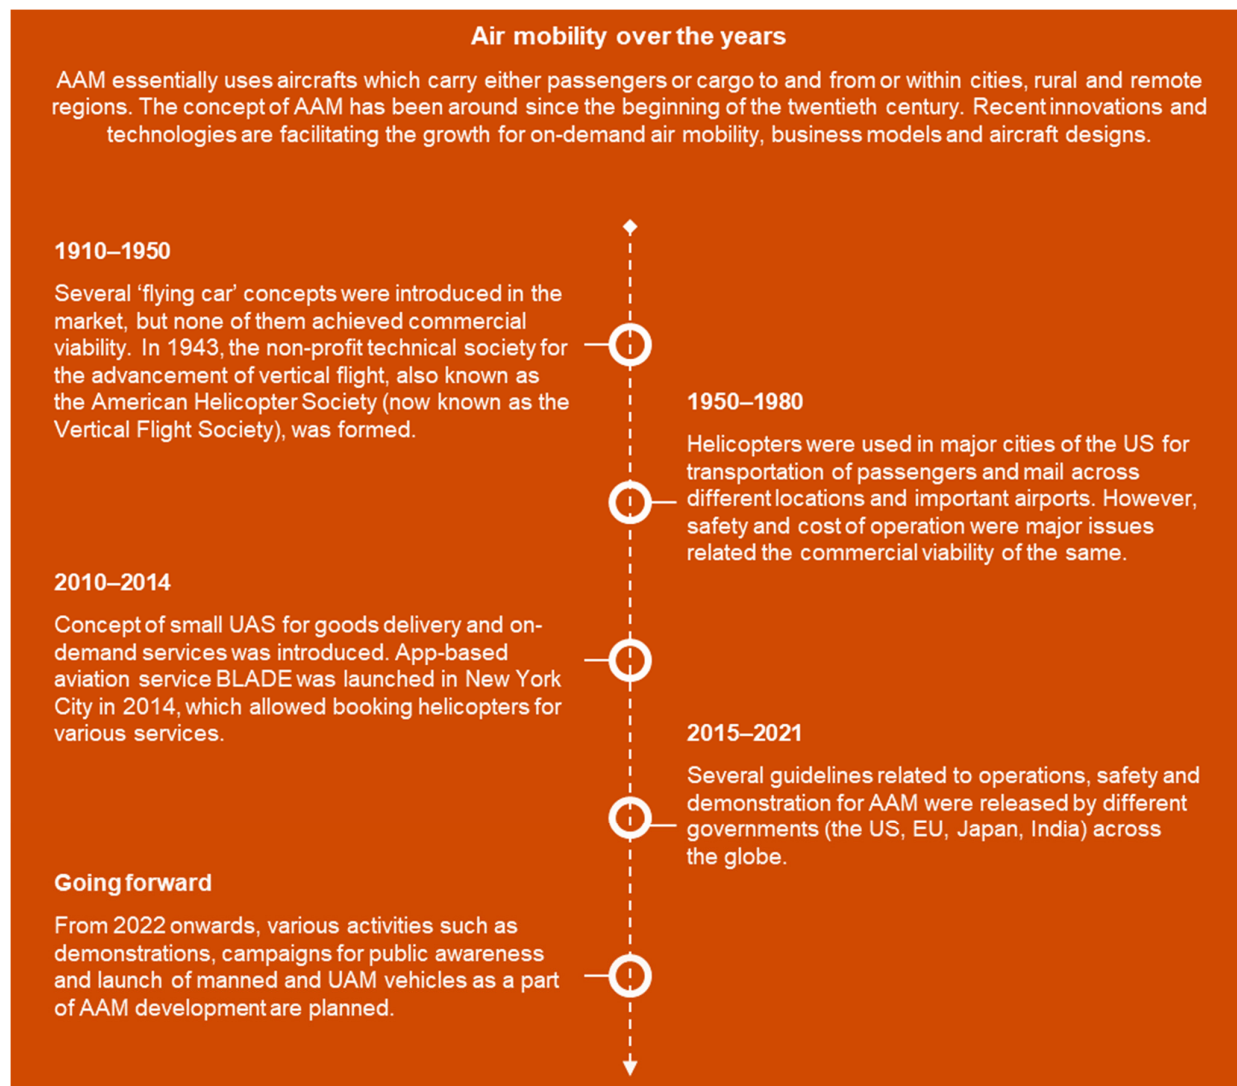 Air mobility over the years
AAM essentially uses aircrafts which carry either passengers or cargo to and from or within cities, rural and remote
regions. The concept of AAM has been around since the beginning of the twentieth century. Recent innovations and
technologies are facilitating the growth for on-demand air mobility, business models and aircraft designs.
1910–1950
Several ‘flying car’ concepts were introduced in the
market, but none of them achieved commercial
viability. In 1943, the non-profit technical society for
the advancement of vertical flight, also known as
the American Helicopter Society (now known as the
Vertical Flight Society), was formed.
1950–1980
Helicopters were used in major cities of the US for
transportation of passengers and mail across
different locations and important airports. However,
safety and cost of operation were major issues
related the commercial viability of the same.
2010–2014
Concept of small UAS for goods delivery and on-
demand services was introduced. App-based
aviation service BLADE was launched in New York
City in 2014, which allowed booking helicopters for
various services.
2015–2021
Several guidelines related to operations, safety and
demonstration for AAM were released by different
governments (the US, EU, Japan, India) across
the globe.
Going forward
From 2022 onwards, various activities such as
demonstrations, campaigns for public awareness
and launch of manned and UAM vehicles as a part
of AAM development are planned.